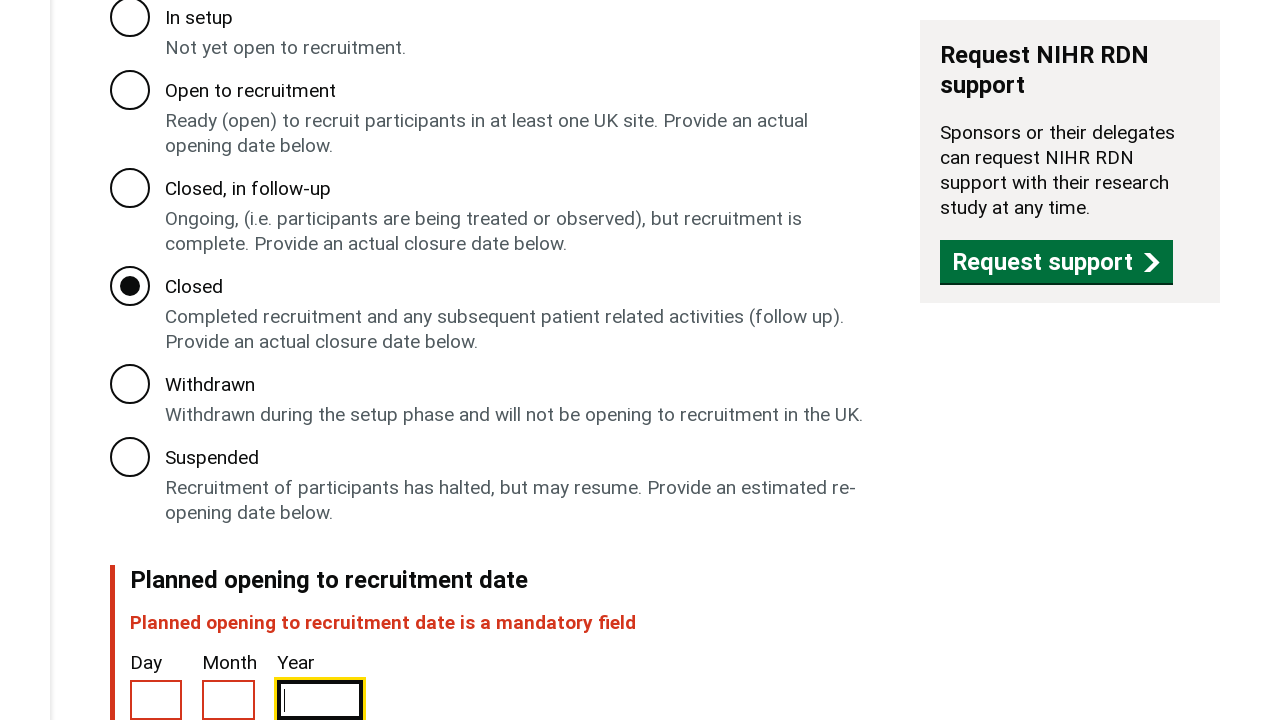 In setup
Not yet open to recruitment.
Open to recruitment
Ready (open) to recruit participants in at least one UK site. Provide an actual
opening date below.
Closed, in follow-up
Ongoing, (i.e. participants are being treated or observed), but recruitment is
complete. Provide an actual closure date below.
Closed
Completed recruitment and any subsequent patient related activities (follow up).
Provide an actual closure date below.
Withdrawn
Withdrawn during the setup phase and will not be opening to recruitment in the UK.
Suspended
Recruitment of participants has halted, but may resume. Provide an estimated re-
opening date below.
Planned opening to recruitment date
Planned opening to recruitment date is a mandatory field
Day Month Year
Request NIHR RDN
support
Sponsors or their delegates
can request NIHR RDN
support with their research
study at any time.
Request support